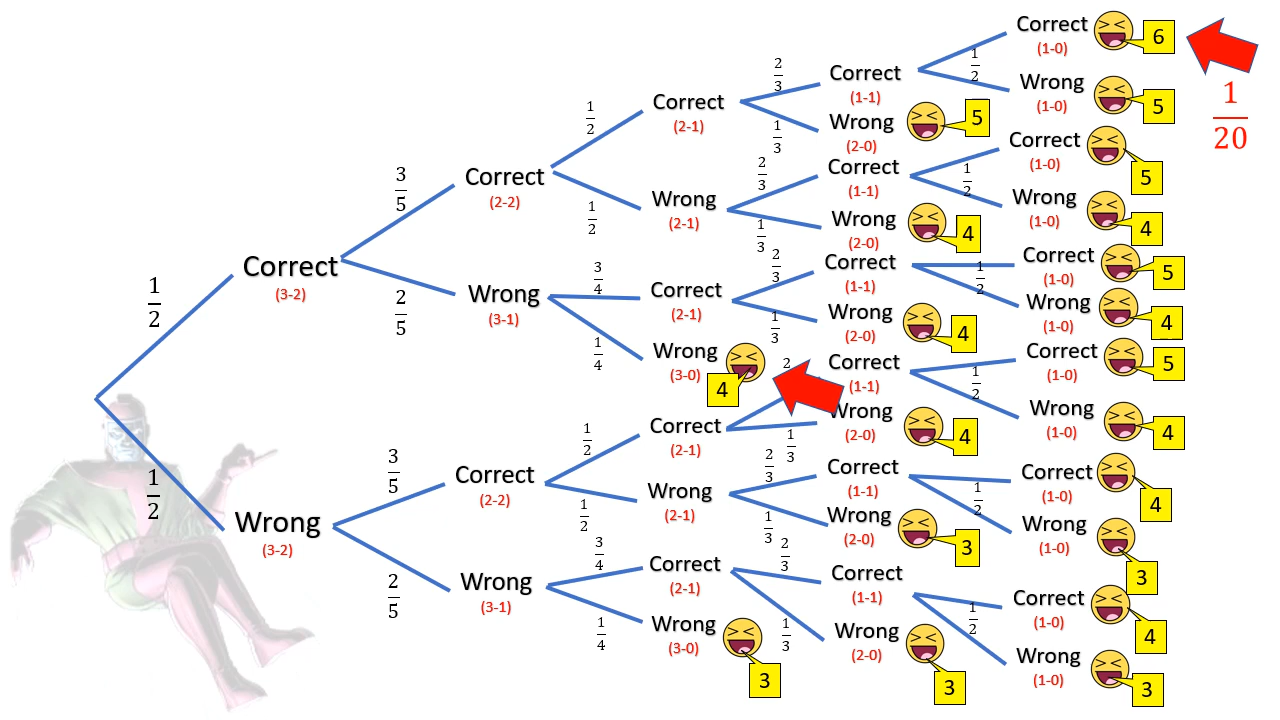 1/2
Correct
(3-2)
1/2
Wrong
(3-2)
3/5
Correct
(2-2)
2/5
Wrong
(3-1)
3/5
Correct
(2-2)
2/5
Wrong
(3-1)
1/2
Correct
(2-1)
1/2
Wrong
(2-1)
3/4
Correct
(2-1)
1/4
Wrong
(3-0)
4
1/2
Correct
(2-1)
1/2
Wrong
(2-1)
3/4
Correct
(2-1)
1/4
Wrong
(3-0)
3
2/3
Correct
(1-1)
1/3
Wrong
(2-0)
5
2/3
Correct
(1-1)
1/3
Wrong
(2-0)
4
2/3
Correct
(1-1)
1/3
Wrong
(2-0)
4
2
Correct
(1-1)
1/3
Wrong
(2-0)
4
2/3
Correct
(1-1)
1/3
Wrong
(2-0)
3
2/3
Correct
(1-1)
1/3
Wrong
(2-0)
3
Correct
(1-0)
6
1/2
Wrong
(1-0)
5
Correct
(1-0)
5
1/2
Wrong
(1-0)
4
Correct
(1-0)
5
1/2
Wrong
(1-0)
4
Correct
(1-0)
5
1/2
Wrong
(1-0)
4
Correct
(1-0)
4
1/2
Wrong
(1-0)
3
Correct
(1-0)
4
1/2
Wrong
(1-0)
3
1/20